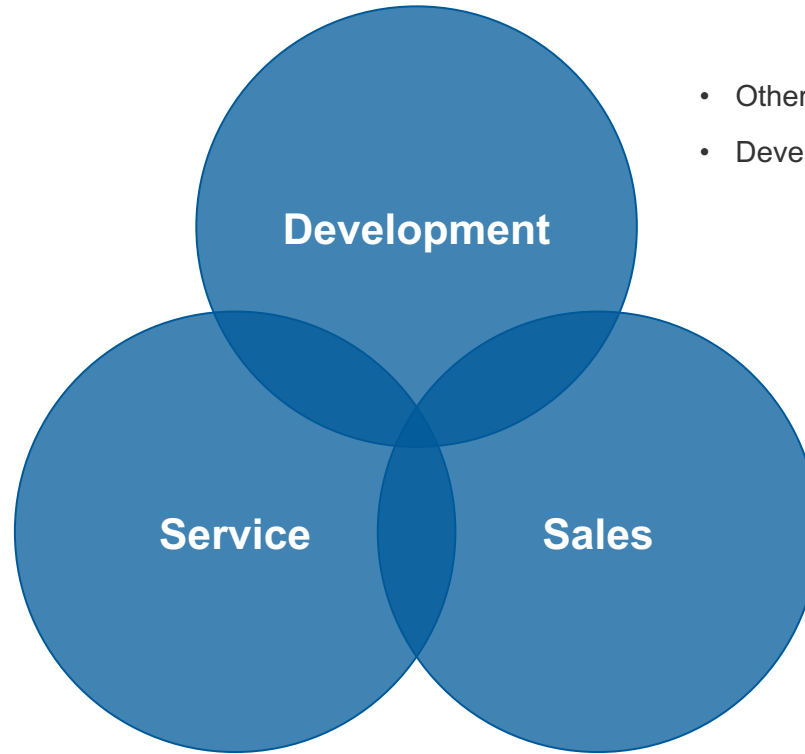 • Other
• Deve
Development
Service
Sales